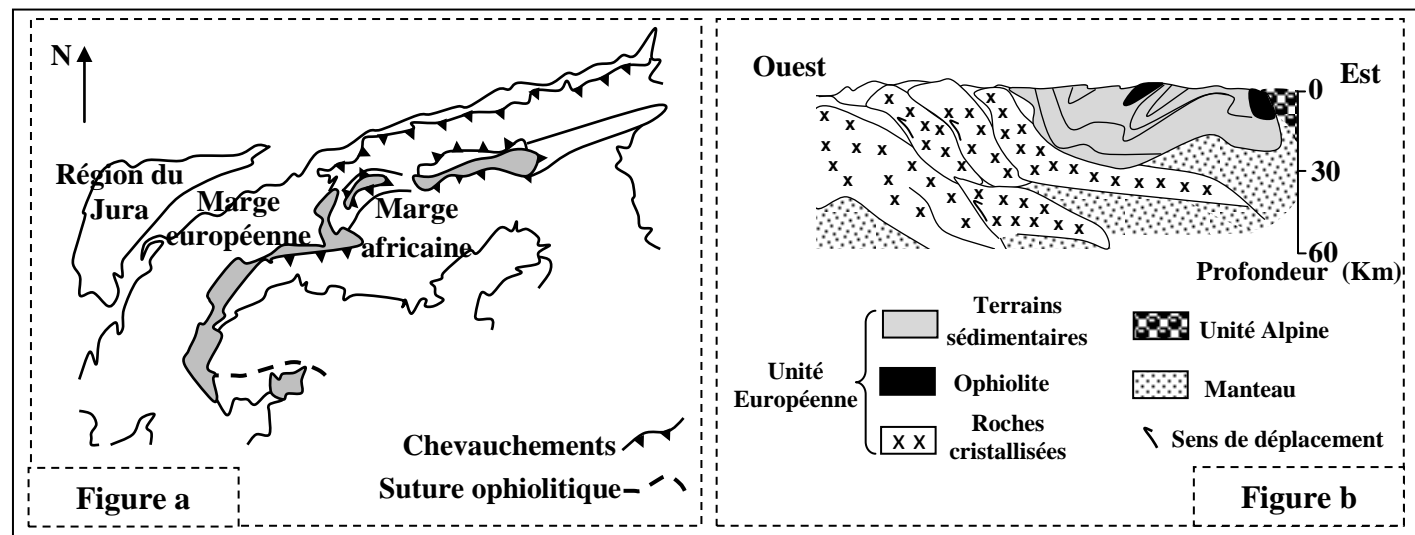 N
Région du
Jura
Marge
européenne
Marge
africaine
Chevauchements
Suture ophiolitique
Figure a
Ouest
Est
0
30
60
Profondeur (Km)
Unité
Européenne
Terrains
sédimentaires
Ophiolite
Roches
cristallisées
Unité Alpine
Manteau
Sens de déplacement
Figure b
x x